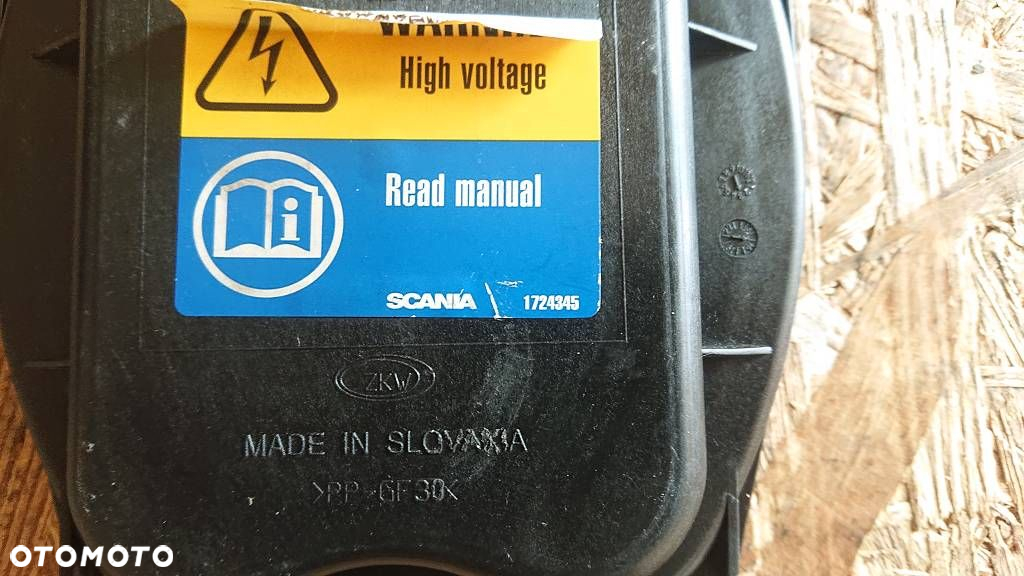 High voltage
Read manual
SCANIA 1724345
ZKW
MADE IN SLOVAKIA
>PP-GF30<
OTOMOTO